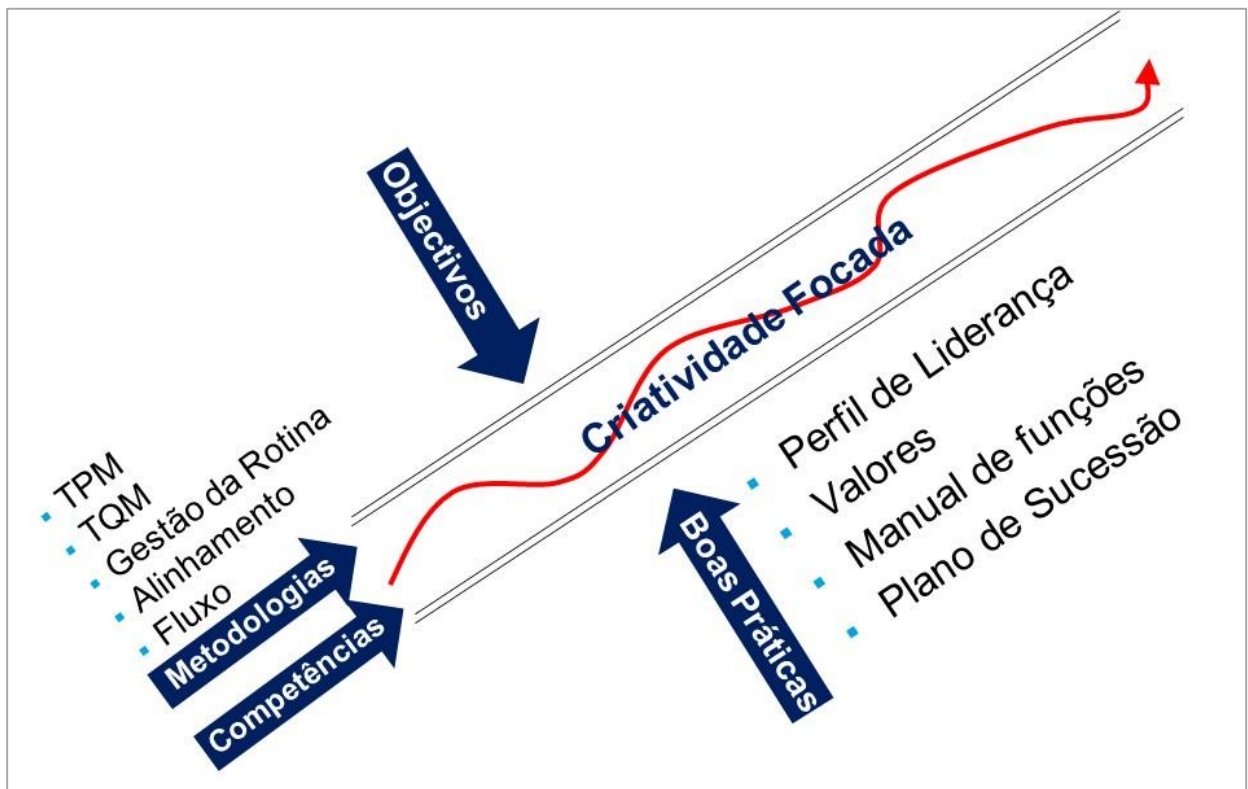 Objectivos
Criatividade Focada
TPM
TQM
Gestão da Rotina
Alinhamento
Fluxo
Metodologias
Competências
Boas Práticas
Perfil de Liderança
Valores
Manual de funções
Plano de Sucessão